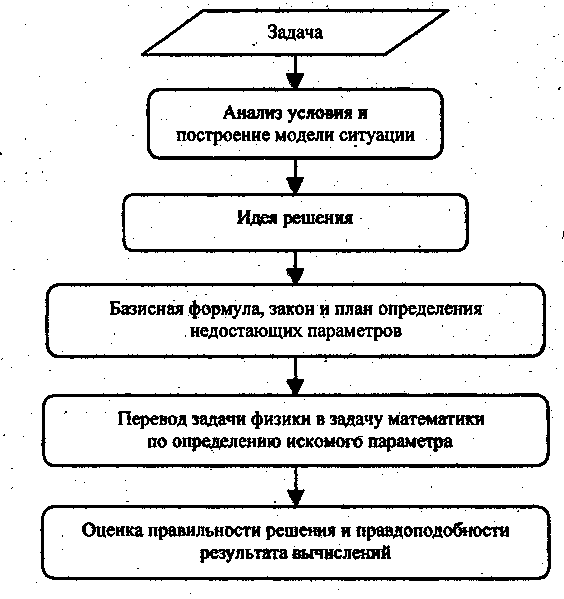 Задача
Анализ условия и
построение модели ситуации
Идея решения
Базисная формула, закон и план определения
недостающих параметров
Перевод задачи физики в задачу математики
по определению искомого параметра
Оценка правильности решения и правдоподобности
результата вычислений